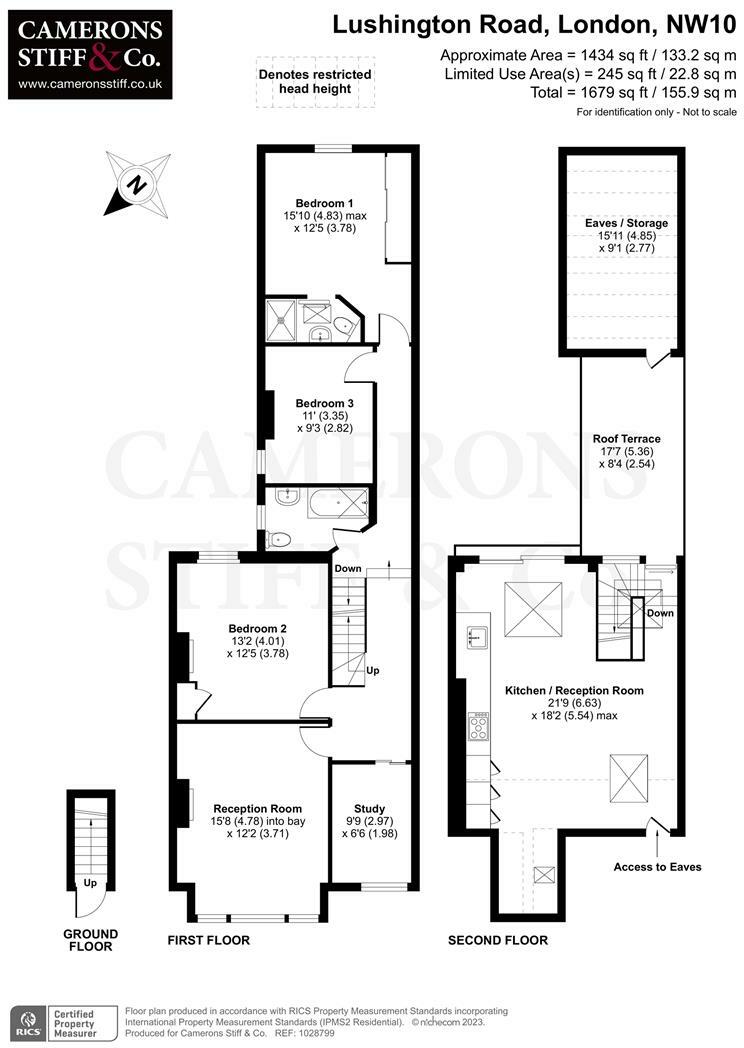 CAMERONS
STIFF & Co.
www.cameronsstiff.co.uk
Lushington Road, London, NW10
Approximate Area = 1434 sq ft / 133.2 sq m
Limited Use Area(s) = 245 sq ft / 22.8 sq m
Total = 1679 sq ft / 155.9 sq m
For identification only - Not to scale
Denotes restricted
head height
N
Bedroom 1
15'10 (4.83) max
x 12'5 (3.78)
Eaves / Storage
15'11 (4.85)
x 9'1 (2.77)
Bedroom 3
11' (3.35)
x 9'3 (2.82)
Roof Terrace
17'7 (5.36)
x 8'4 (2.54)
CAMERONS
STIFF & Co.
Down
Up
Bedroom 2
13'2 (4.01)
x 12'5 (3.78)
Down
Kitchen / Reception Room
21'9 (6.63)
x 18'2 (5.54) max
Reception Room
15'8 (4.78) into bay
x 12'2 (3.71)
Study
9'9 (2.97)
x 6'6 (1.98)
Access to Eaves
Up
GROUND
FLOOR
FIRST FLOOR
SECOND FLOOR
RICS
Certified
Property
Measurer
Floor plan produced in accordance with RICS Property Measurement Standards incorporating
International Property Measurement Standards (IPMS2 Residential). © nichecom 2023.
Produced for Camerons Stiff & Co. REF: 1028799